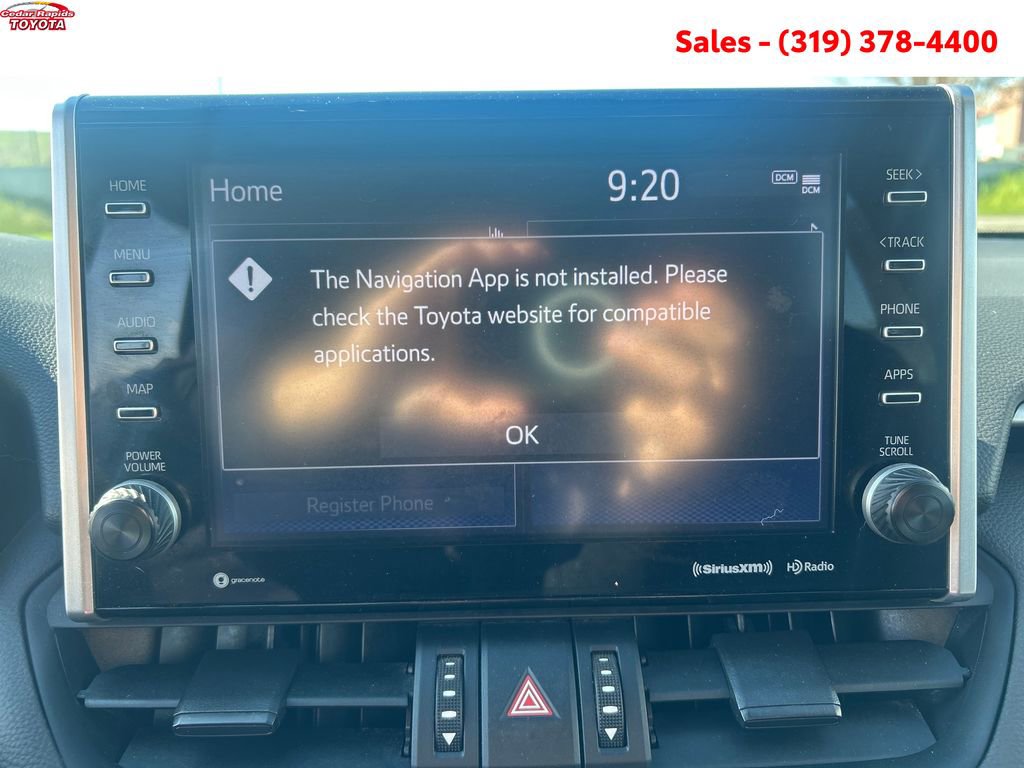 Cedar Rapids
TOYOTA
Sales - (319) 378-4400
HOME
MENU
AUDIO
MAP
POWER
VOLUME
Home
9:20
DCM
DCM
The Navigation App is not installed. Please
check the Toyota website for compatible
applications.
OK
Register Phone
SEEK>
<TRACK
PHONE
APPS
TUNE
SCROLL
gracenote
((SiriusXM))
HD Radio